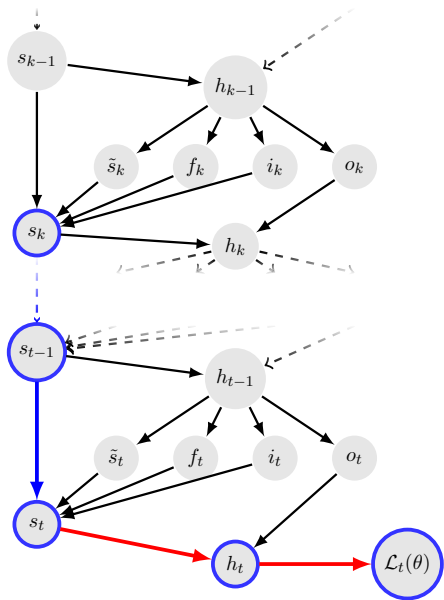 s_{k−1}
h_{k−1}
s̃_k f_k i_k o_k
s_k
h_k
s_{t−1}
h_{t−1}
s̃_t f_t i_t o_t
s_t
h_t ℒ_t(θ)